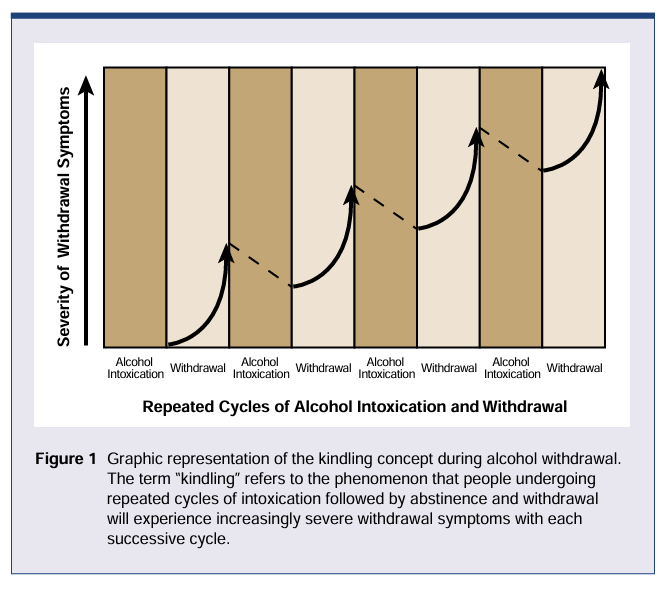 Severity of Withdrawal Symptoms
Alcohol
Intoxication
Withdrawal
Alcohol
Intoxication
Withdrawal
Alcohol
Intoxication
Withdrawal
Alcohol
Intoxication
Withdrawal
Repeated Cycles of Alcohol Intoxication and Withdrawal
Figure 1 Graphic representation of the kindling concept during alcohol withdrawal.
The term “kindling” refers to the phenomenon that people undergoing
repeated cycles of intoxication followed by abstinence and withdrawal
will experience increasingly severe withdrawal symptoms with each
successive cycle.